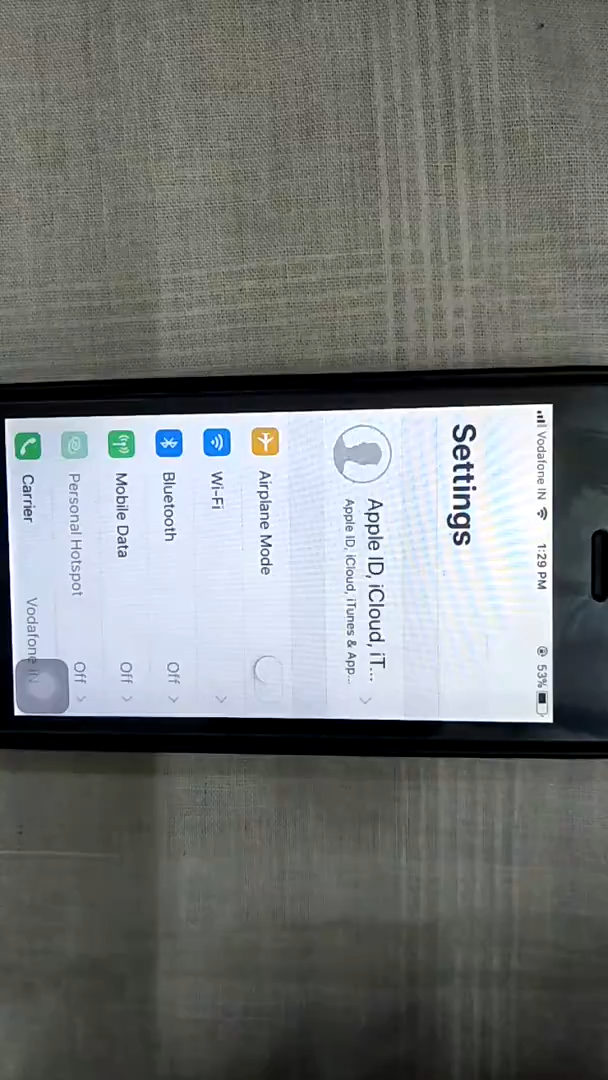 Vodafone IN 1:29 PM 53%
Settings
Apple ID, iCloud, iT...
Apple ID, iCloud, iTunes & App...
Airplane Mode
Wi-Fi
Bluetooth Off
Mobile Data Off
Personal Hotspot Off
Carrier Vodafone IN